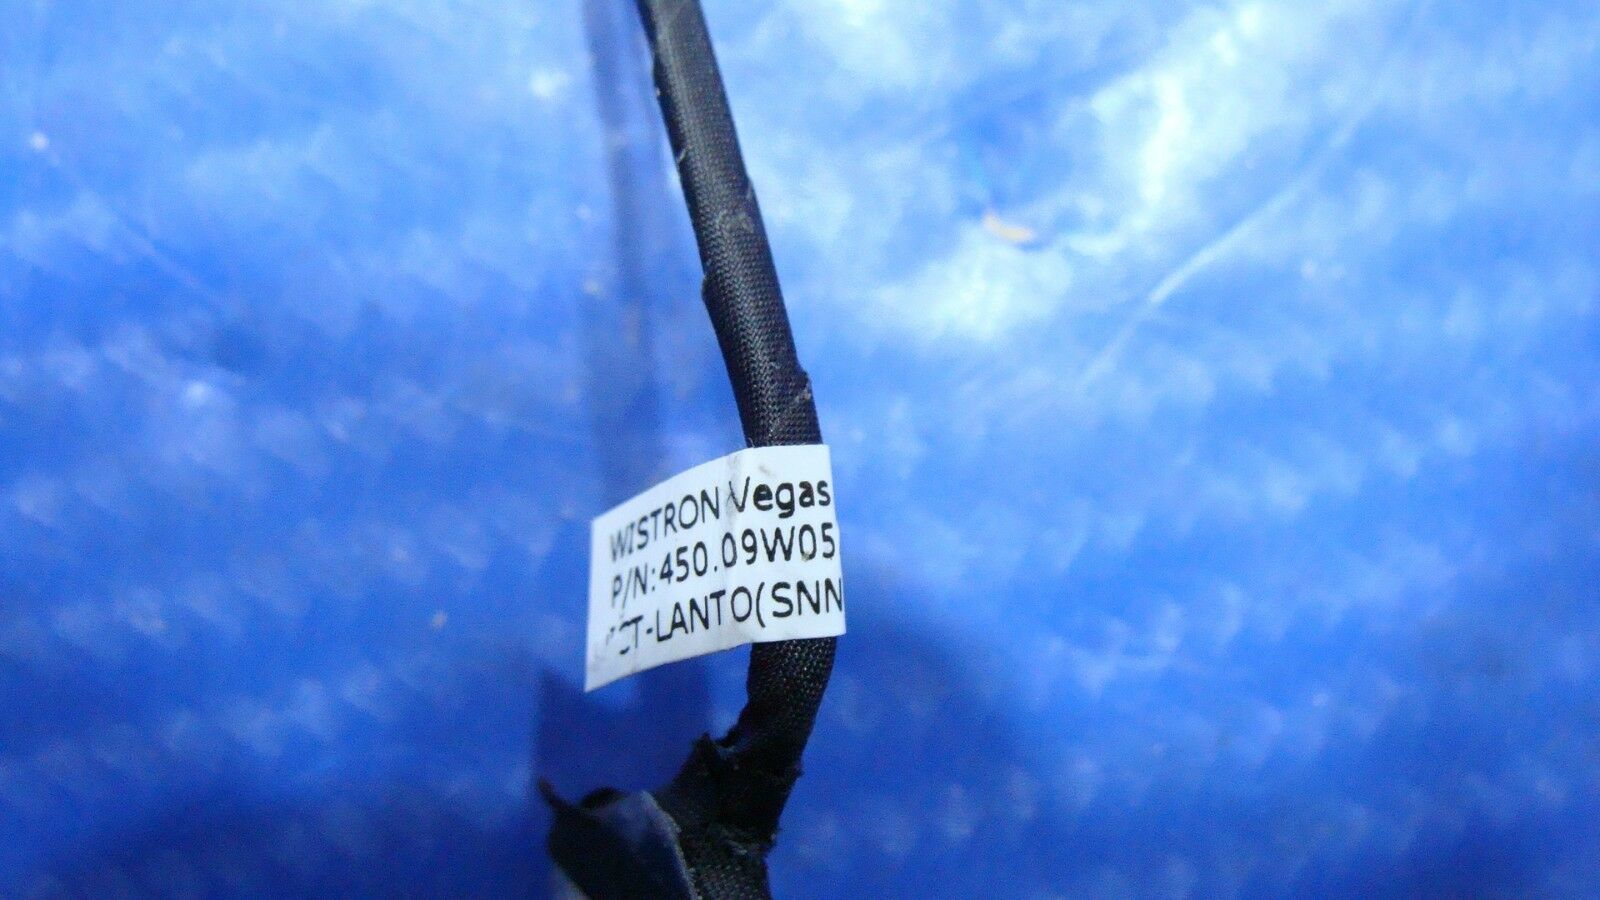 WISTRON Vegas
P/N:450.09W05
CT-LANTO(SNN